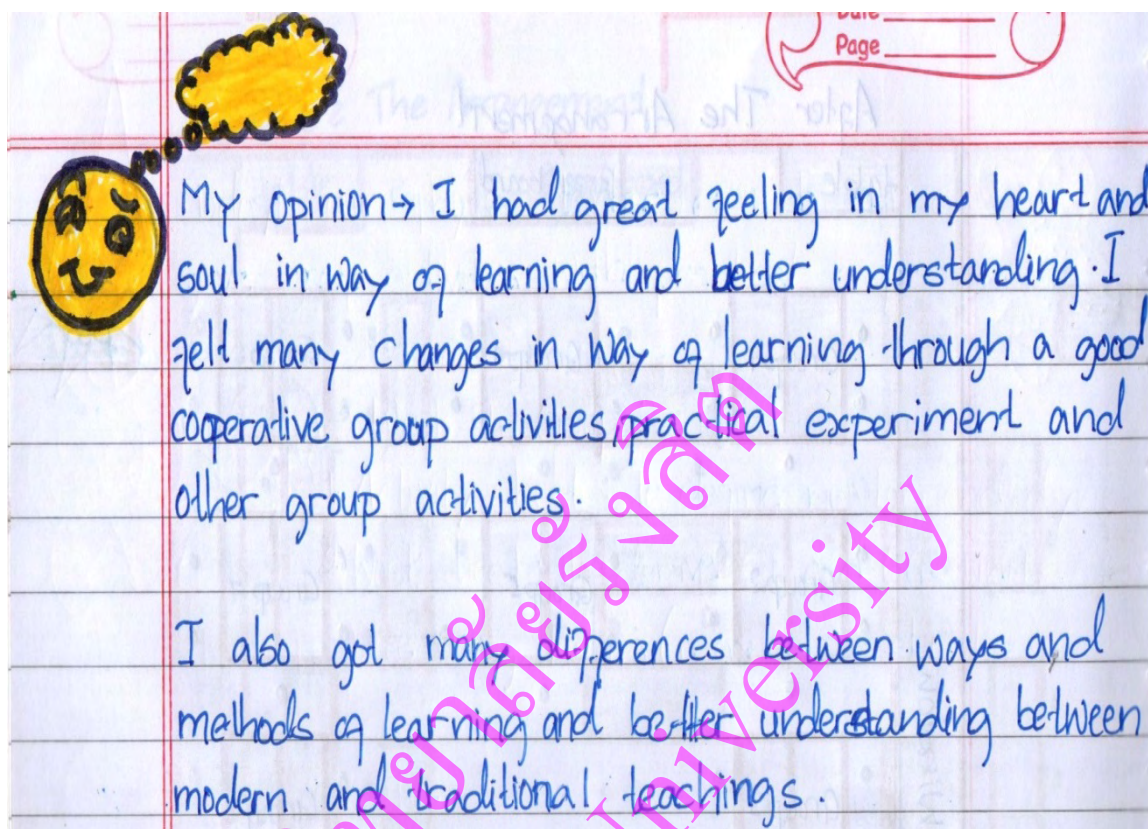 Date
Page
After The Arrangement
My opinion→ I had great feeling in my heart and
soul in way of learning and better understanding. I
felt many changes in way of learning through a good
cooperative group activities, practical experiment and
other group activities.
I also got many differences between ways and
methods of learning and better understanding between
modern and traditional teachings.
University